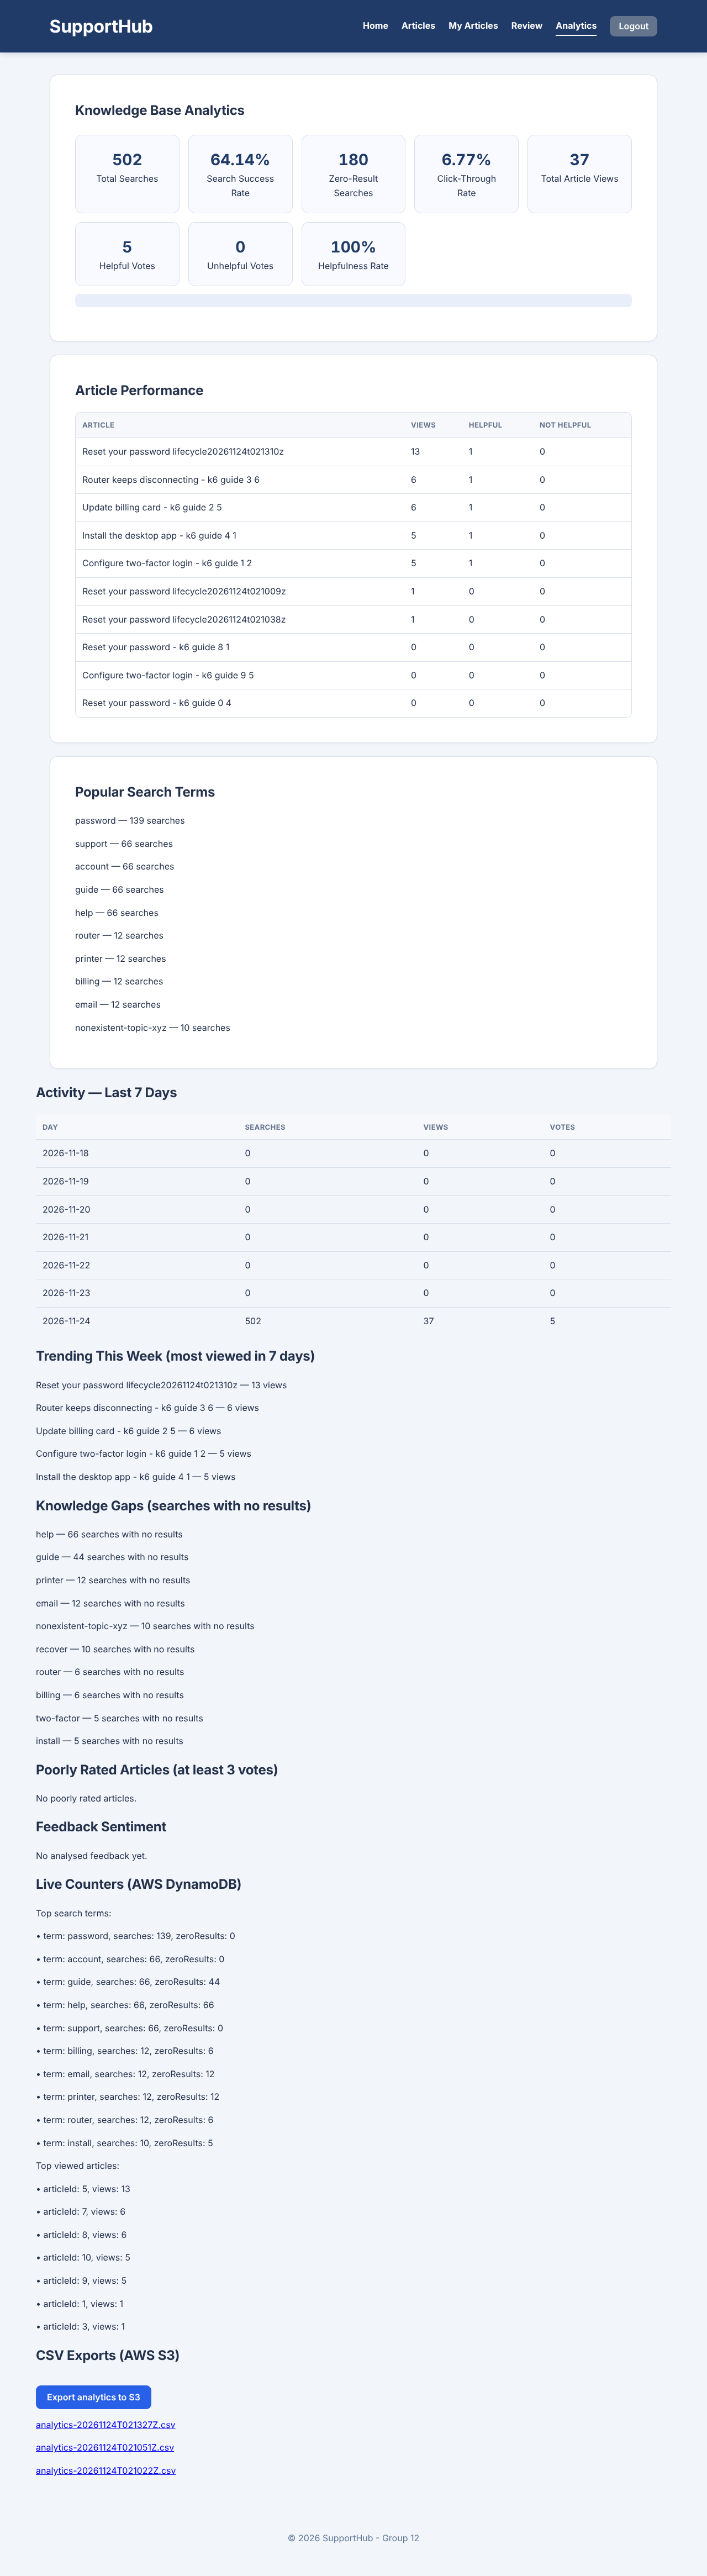 SupportHub
Home Articles My Articles Review Analytics Logout
Knowledge Base Analytics
502
Total Searches
64.14%
Search Success
Rate
180
Zero-Result
Searches
6.77%
Click-Through
Rate
37
Total Article Views
5
Helpful Votes
0
Unhelpful Votes
100%
Helpfulness Rate
Article Performance
ARTICLE VIEWS HELPFUL NOT HELPFUL
Reset your password lifecycle20261124t021310z 13 1 0
Router keeps disconnecting - k6 guide 3 6 6 1 0
Update billing card - k6 guide 2 5 6 1 0
Install the desktop app - k6 guide 4 1 5 1 0
Configure two-factor login - k6 guide 1 2 5 1 0
Reset your password lifecycle20261124t021009z 1 0 0
Reset your password lifecycle20261124t021038z 1 0 0
Reset your password - k6 guide 8 1 0 0 0
Configure two-factor login - k6 guide 9 5 0 0 0
Reset your password - k6 guide 0 4 0 0 0
Popular Search Terms
password — 139 searches
support — 66 searches
account — 66 searches
guide — 66 searches
help — 66 searches
router — 12 searches
printer — 12 searches
billing — 12 searches
email — 12 searches
nonexistent-topic-xyz — 10 searches
Activity — Last 7 Days
DAY SEARCHES VIEWS VOTES
2026-11-18 0 0 0
2026-11-19 0 0 0
2026-11-20 0 0 0
2026-11-21 0 0 0
2026-11-22 0 0 0
2026-11-23 0 0 0
2026-11-24 502 37 5
Trending This Week (most viewed in 7 days)
Reset your password lifecycle20261124t021310z — 13 views
Router keeps disconnecting - k6 guide 3 6 — 6 views
Update billing card - k6 guide 2 5 — 6 views
Configure two-factor login - k6 guide 1 2 — 5 views
Install the desktop app - k6 guide 4 1 — 5 views
Knowledge Gaps (searches with no results)
help — 66 searches with no results
guide — 44 searches with no results
printer — 12 searches with no results
email — 12 searches with no results
nonexistent-topic-xyz — 10 searches with no results
recover — 10 searches with no results
router — 6 searches with no results
billing — 6 searches with no results
two-factor — 5 searches with no results
install — 5 searches with no results
Poorly Rated Articles (at least 3 votes)
No poorly rated articles.
Feedback Sentiment
No analysed feedback yet.
Live Counters (AWS DynamoDB)
Top search terms:
• term: password, searches: 139, zeroResults: 0
• term: account, searches: 66, zeroResults: 0
• term: guide, searches: 66, zeroResults: 44
• term: help, searches: 66, zeroResults: 66
• term: support, searches: 66, zeroResults: 0
• term: billing, searches: 12, zeroResults: 6
• term: email, searches: 12, zeroResults: 12
• term: printer, searches: 12, zeroResults: 12
• term: router, searches: 12, zeroResults: 6
• term: install, searches: 10, zeroResults: 5
Top viewed articles:
• articleId: 5, views: 13
• articleId: 7, views: 6
• articleId: 8, views: 6
• articleId: 10, views: 5
• articleId: 9, views: 5
• articleId: 1, views: 1
• articleId: 3, views: 1
CSV Exports (AWS S3)
Export analytics to S3
analytics-20261124T021327Z.csv
analytics-20261124T021051Z.csv
analytics-20261124T021022Z.csv
© 2026 SupportHub - Group 12